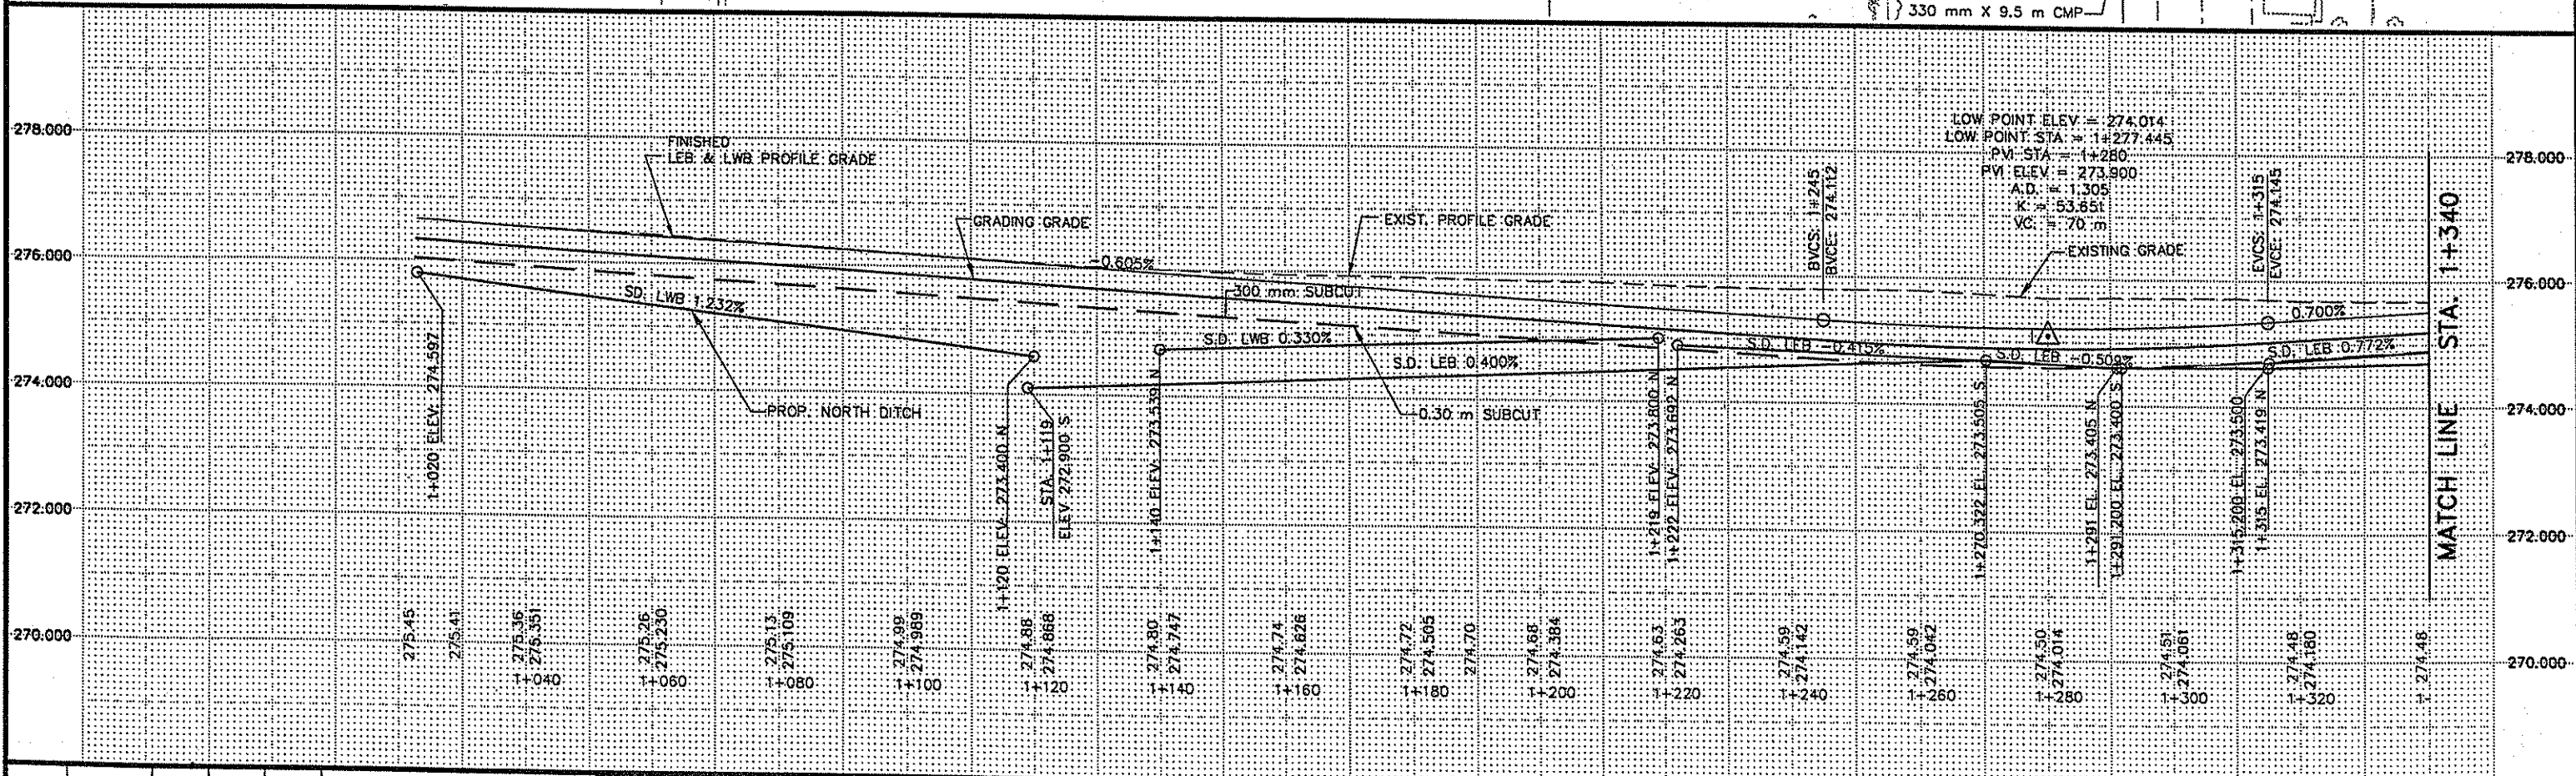 330 mm X 9.5 m CMP
278.000
276.000
274.000
272.000
270.000
FINISHED
LEB & LWB PROFILE GRADE
GRADING GRADE
EXIST. PROFILE GRADE
-0.605%
300 mm SUBCUT
SD. LWB 1.232%
PROP. NORTH DITCH
S.D. LWB 0.330%
S.D. LEB 0.400%
0.30 m SUBCUT
LOW POINT ELEV = 274.014
LOW POINT STA = 1+277.445
PVI STA = 1+280
PVI ELEV = 273.900
A.D. = 1.305
K = 53.651
VC = 70 m
EXISTING GRADE
BVCS: 1+245
BVCE: 274.112
EVCS: 1+315
EVCE: 274.145
0.700%
S.D. LEB -0.415%
S.D. LEB -0.509%
S.D. LEB 0.772%
1+020 ELEV: 274.597
1+120 ELEV: 273.400 N
STA. 1+119
ELEV 272.900 S
1+140 ELEV: 273.539 N
1+219 ELEV: 273.800 N
1+222 ELEV: 273.692 N
1+270.322 EL. 273.505 S
1+291 EL. 273.405 N
1+291.200 EL. 273.400 S
1+315.200 EL. 273.500
1+315 EL. 273.419 N
MATCH LINE STA. 1+340
278.000
276.000
274.000
272.000
270.000
275.45
275.41
275.36
275.351
1+040
275.26
275.230
1+060
275.13
275.109
1+080
274.99
274.989
1+100
274.88
274.868
1+120
274.80
274.747
1+140
274.74
274.626
1+160
274.72
274.505
1+180
274.70
274.68
274.384
1+200
274.63
274.263
1+220
274.59
274.142
1+240
274.59
274.042
1+260
274.50
274.014
1+280
274.51
274.061
1+300
274.48
274.180
1+320
274.48
1-